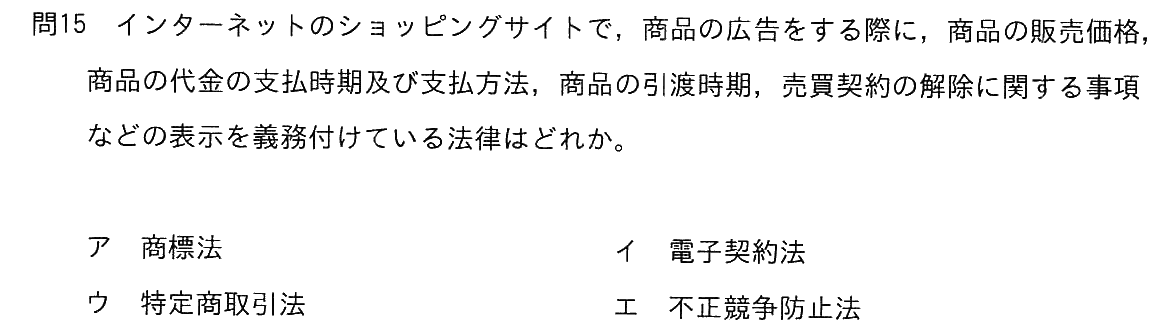 問15 インターネットのショッピングサイトで，商品の広告をする際に，商品の販売価格，
商品の代金の支払時期及び支払方法，商品の引渡時期，売買契約の解除に関する事項
などの表示を義務付けている法律はどれか。
ア 商標法 イ 電子契約法
ウ 特定商取引法 エ 不正競争防止法